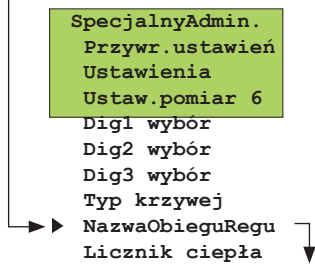 SpecjalnyAdmin.
Przywr.ustawień
Ustawienia
Ustaw.pomiar 6
Dig1 wybór
Dig2 wybór
Dig3 wybór
Typ krzywej
NazwaObieguRegu
Licznik ciepła